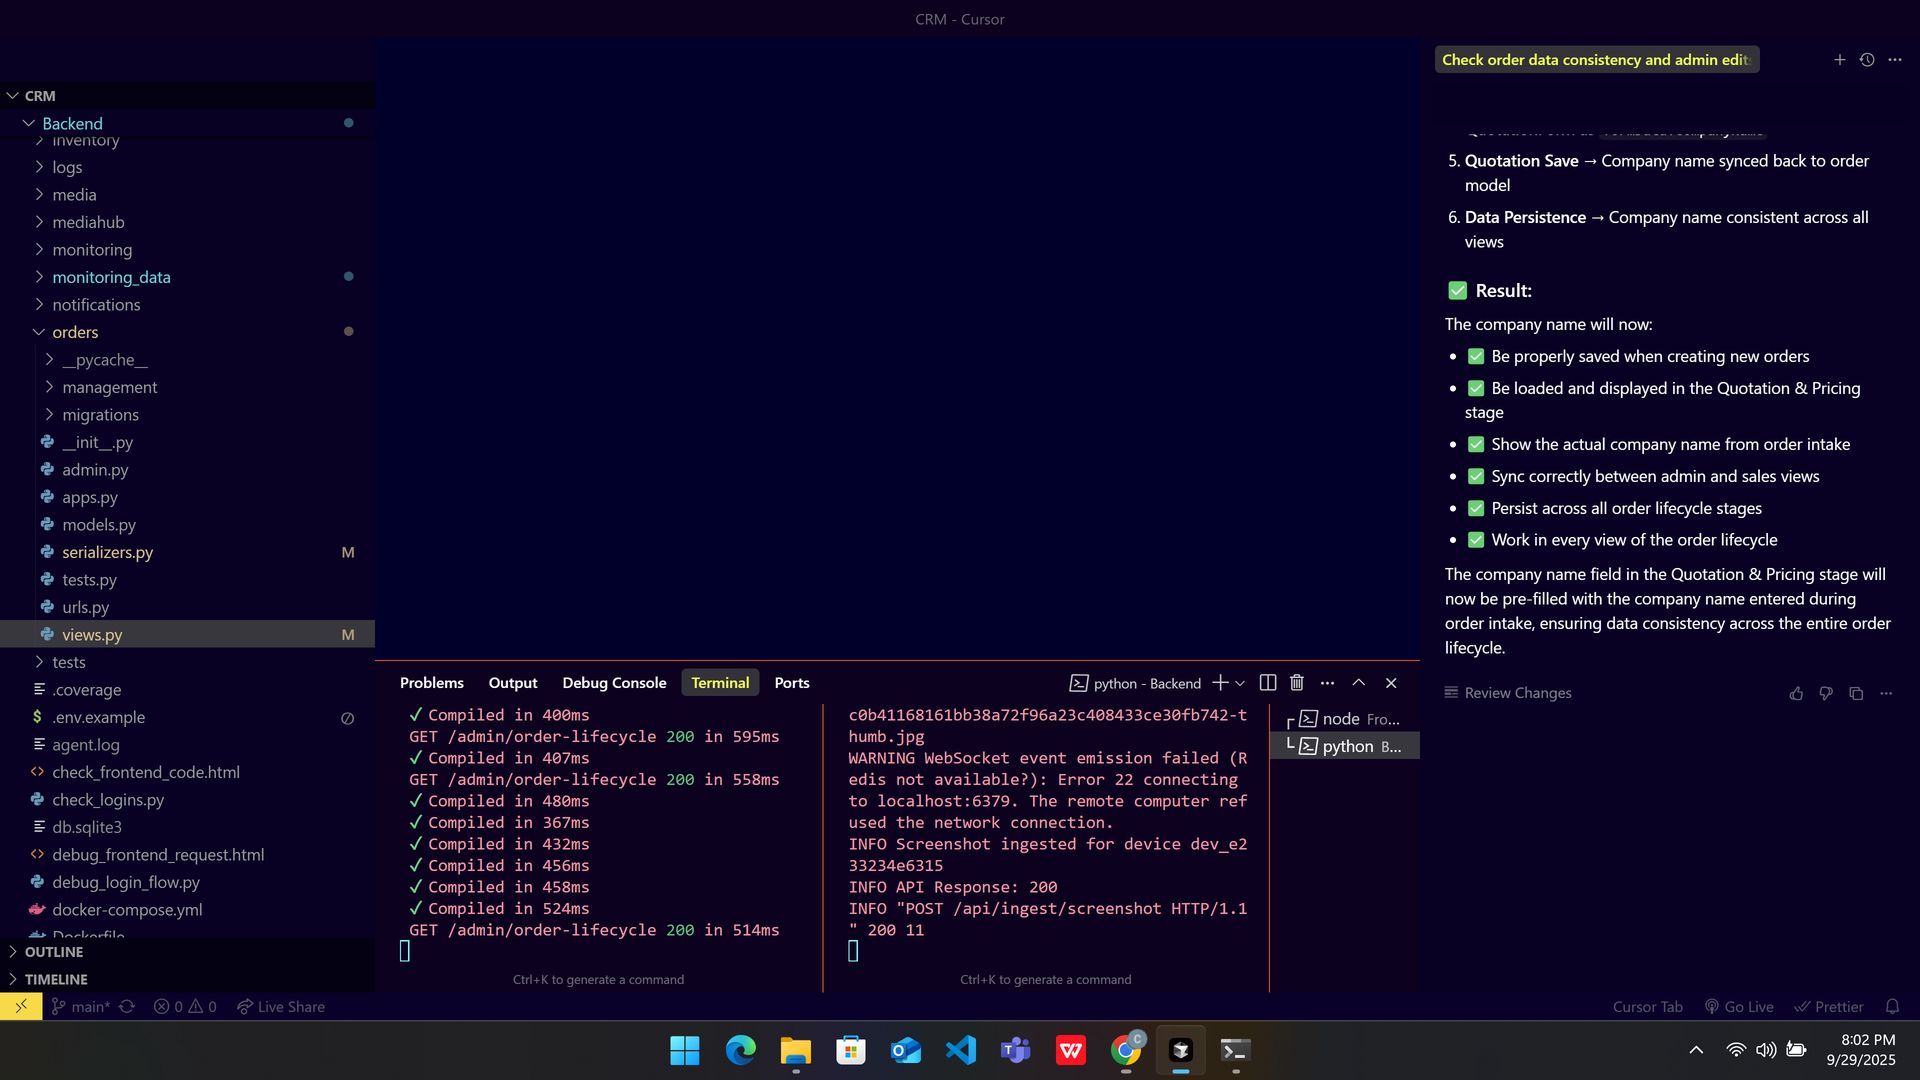 CRM - Cursor
CRM
Backend
inventory
logs
media
mediahub
monitoring
monitoring_data
notifications
orders
__pycache__
management
migrations
__init__.py
admin.py
apps.py
models.py
serializers.py M
tests.py
urls.py
views.py M
tests
.coverage
.env.example
agent.log
check_frontend_code.html
check_logins.py
db.sqlite3
debug_frontend_request.html
debug_login_flow.py
docker-compose.yml
Dockerfile
OUTLINE
TIMELINE
Problems Output Debug Console Terminal Ports
python - Backend
✓ Compiled in 400ms
GET /admin/order-lifecycle 200 in 595ms
✓ Compiled in 407ms
GET /admin/order-lifecycle 200 in 558ms
✓ Compiled in 480ms
✓ Compiled in 367ms
✓ Compiled in 432ms
✓ Compiled in 456ms
✓ Compiled in 458ms
✓ Compiled in 524ms
GET /admin/order-lifecycle 200 in 514ms
Ctrl+K to generate a command
c0b41168161bb38a72f96a23c408433ce30fb742-t
humb.jpg
WARNING WebSocket event emission failed (R
edis not available?): Error 22 connecting
to localhost:6379. The remote computer ref
used the network connection.
INFO Screenshot ingested for device dev_e2
33234e6315
INFO API Response: 200
INFO "POST /api/ingest/screenshot HTTP/1.1
" 200 11
Ctrl+K to generate a command
node Fro...
python B...
Check order data consistency and admin edit
5. Quotation Save → Company name synced back to order
model
6. Data Persistence → Company name consistent across all
views
✅ Result:
The company name will now:
• ✅ Be properly saved when creating new orders
• ✅ Be loaded and displayed in the Quotation & Pricing
stage
• ✅ Show the actual company name from order intake
• ✅ Sync correctly between admin and sales views
• ✅ Persist across all order lifecycle stages
• ✅ Work in every view of the order lifecycle
The company name field in the Quotation & Pricing stage will
now be pre-filled with the company name entered during
order intake, ensuring data consistency across the entire order
lifecycle.
Review Changes
main* 0 0 Live Share
Cursor Tab Go Live Prettier
8:02 PM
9/29/2025